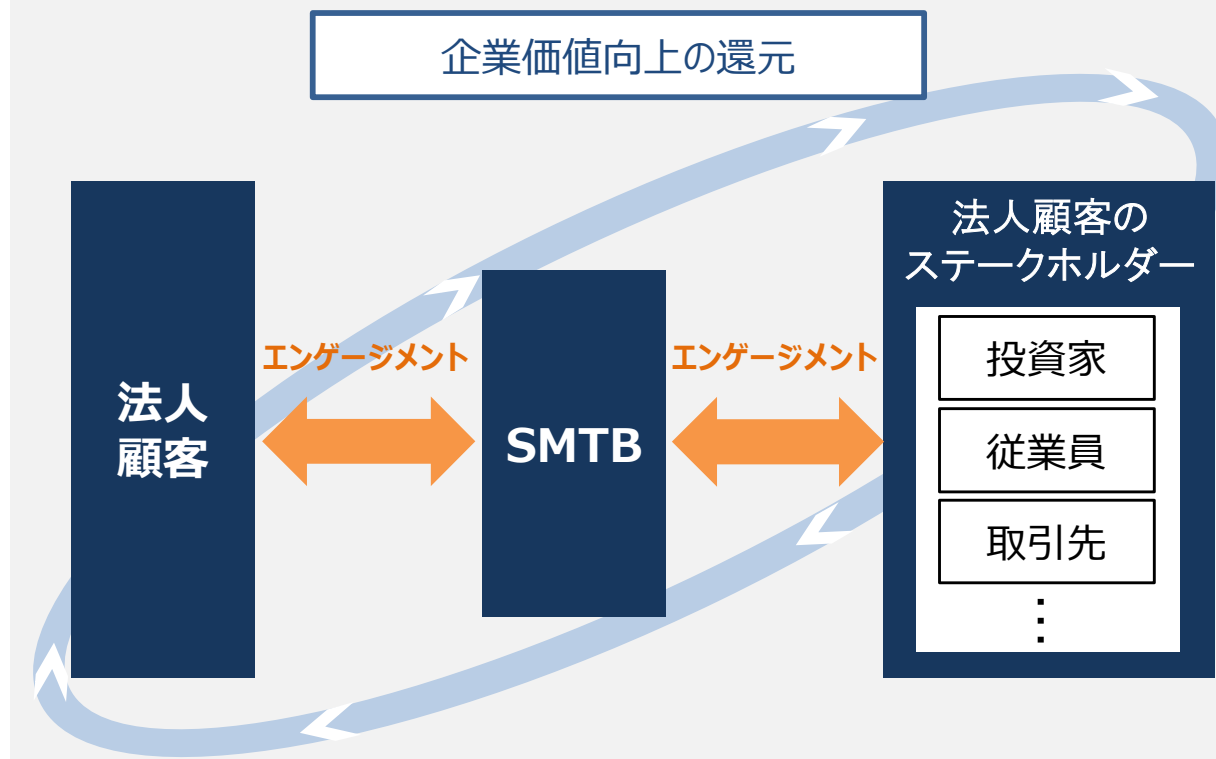 企業価値向上の還元
法人
顧客
エンゲージメント
SMTB
エンゲージメント
法人顧客の
ステークホルダー
投資家
従業員
取引先
⋮